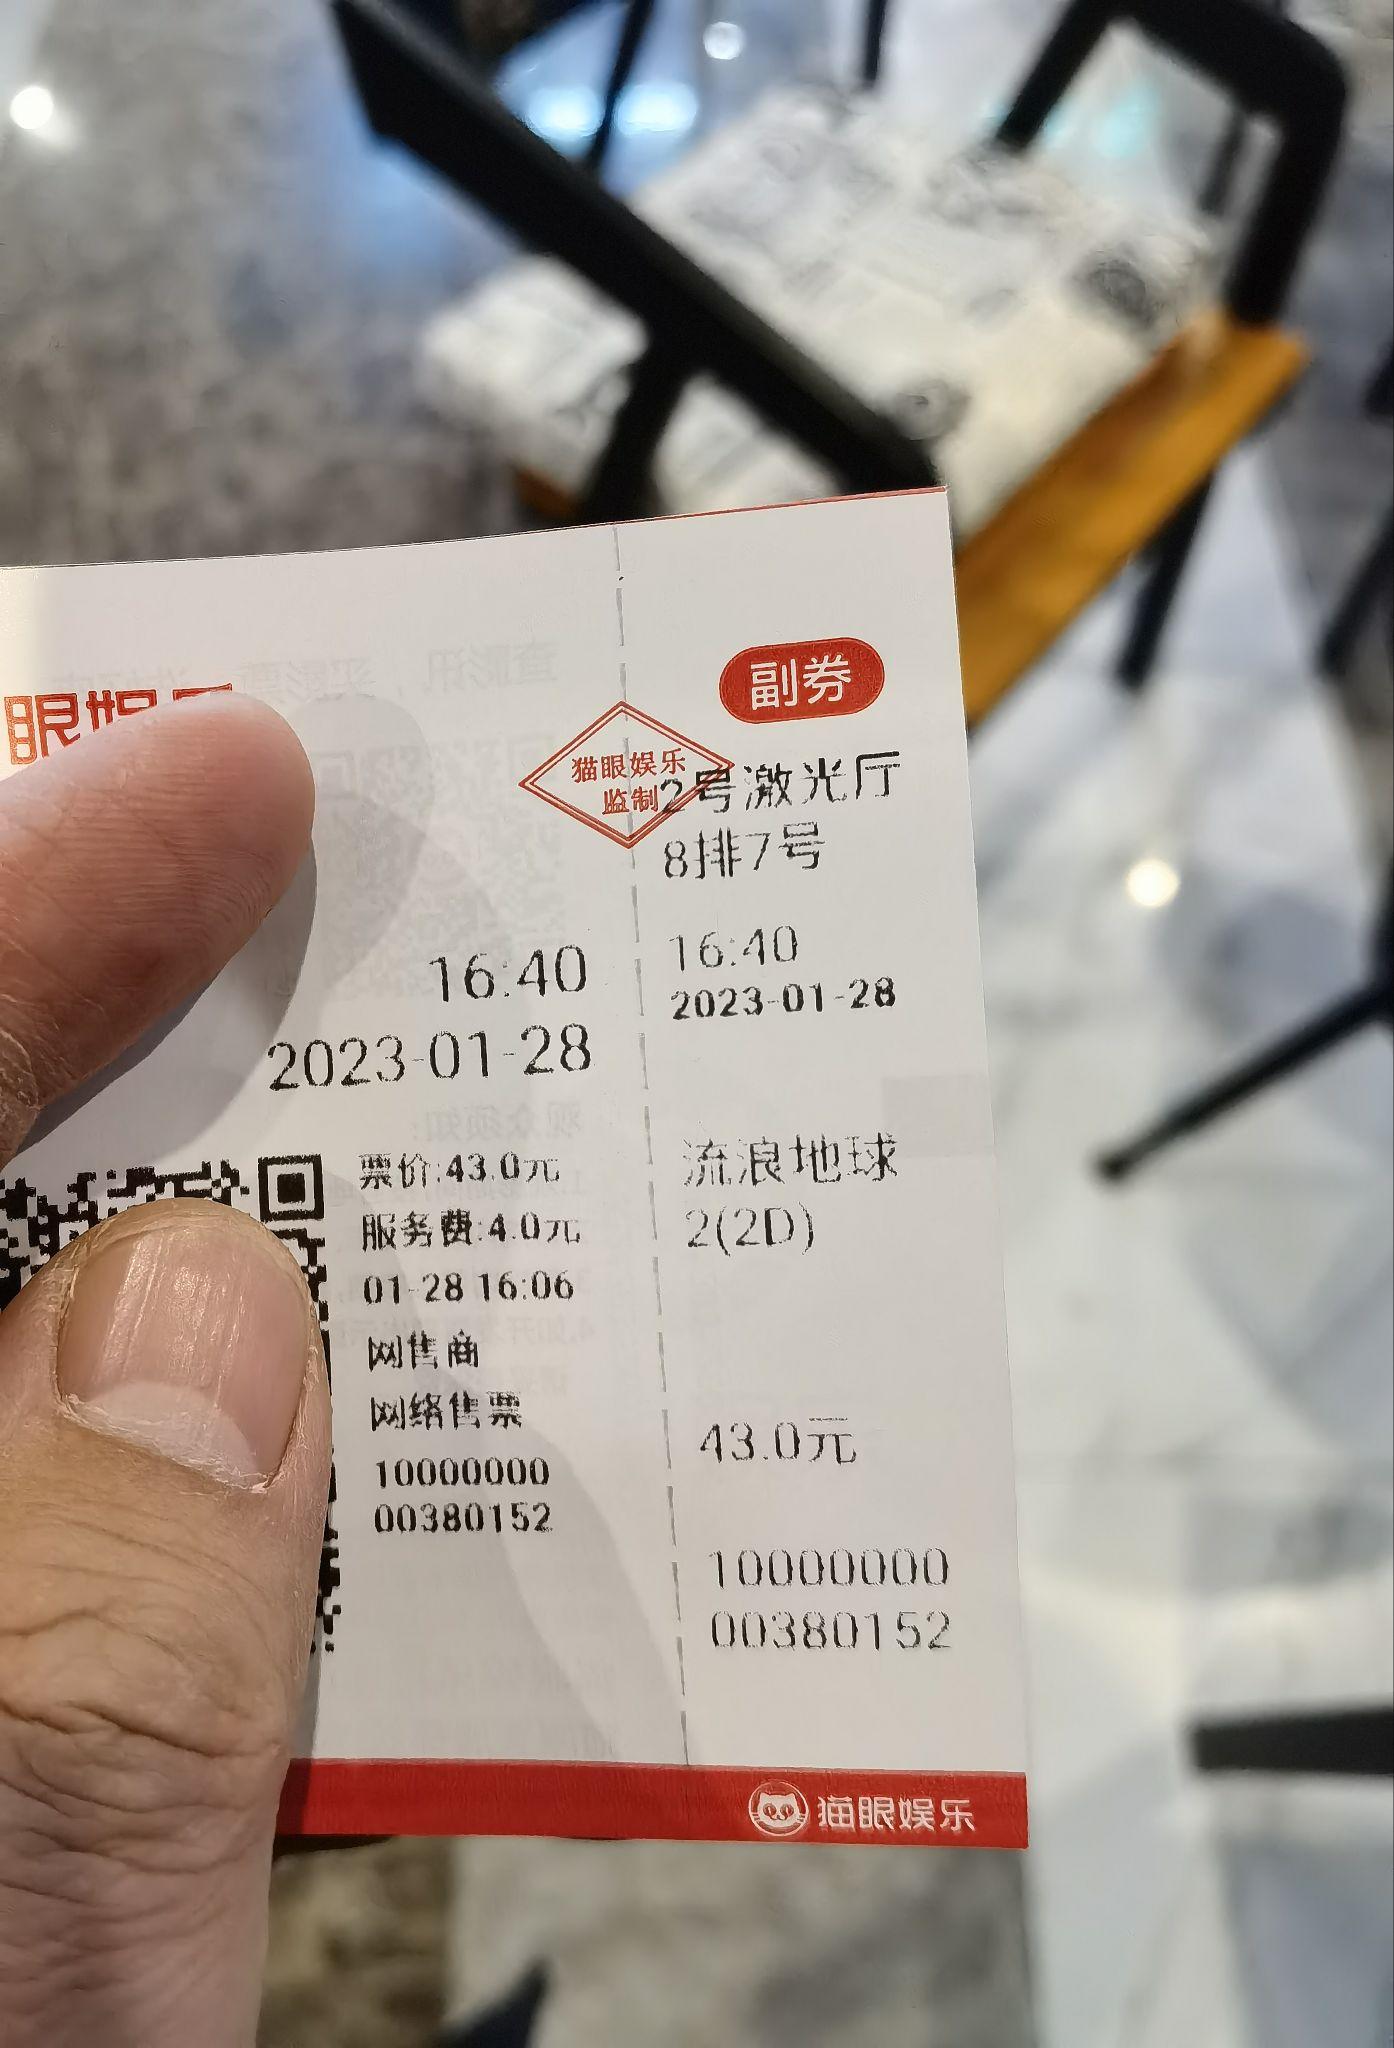 眼娱乐
猫眼娱乐
监制
16:40
2023-01-28
票价:43.0元
服务费:4.0元
01-28 16:06
网售商
网络售票
10000000
00380152
副券
2号激光厅
8排7号
16:40
2023-01-28
流浪地球
2(2D)
43.0元
10000000
00380152
猫眼娱乐